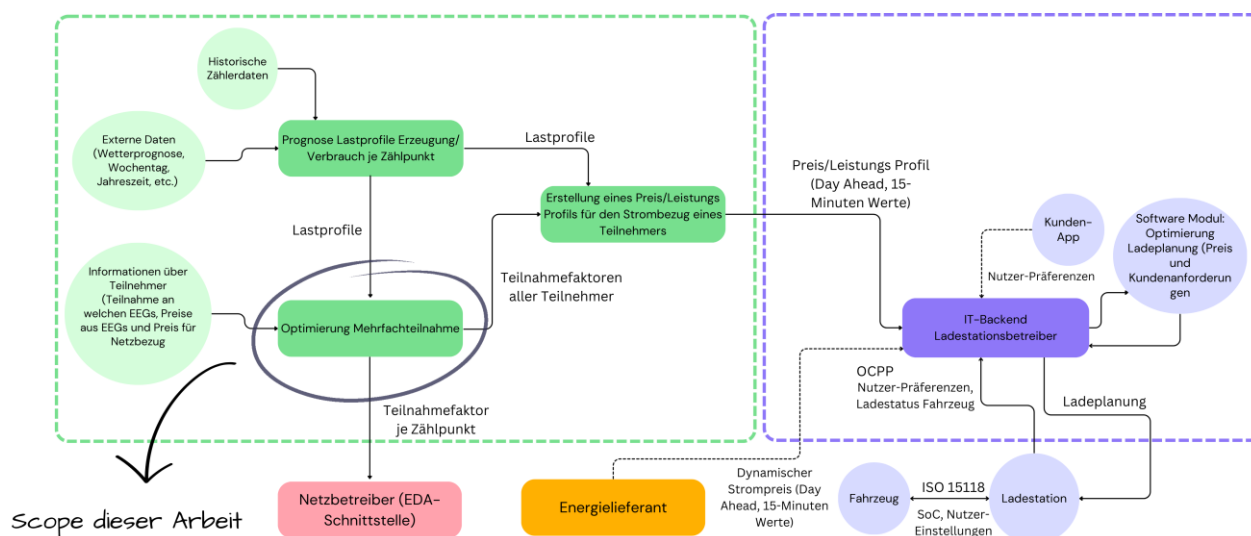 Historische
Zählerdaten
Externe Daten
(Wetterprognose,
Wochentag,
Jahreszeit, etc.)
Prognose Lastprofile Erzeugung/
Verbrauch je Zählpunkt
Lastprofile
Lastprofile
Erstellung eines Preis/Leistungs
Profils für den Strombezug eines
Teilnehmers
Informationen über
Teilnehmer
(Teilnahme an
welchen EEGs, Preise
aus EEGs und Preis für
Netzbezug
Optimierung Mehrfachteilnahme
Teilnahmefaktoren
aller Teilnehmer
Teilnahmefaktor
je Zählpunkt
Scope dieser Arbeit
Netzbetreiber (EDA-
Schnittstelle)
Energielieferant
Preis/Leistungs Profil
(Day Ahead, 15-
Minuten Werte)
Kunden-
App
Nutzer-Präferenzen
Software Modul:
Optimierung
Ladeplanung (Preis
und
Kundenanforderun
gen
IT-Backend
Ladestationsbetreiber
OCPP
Nutzer-Präferenzen,
Ladestatus Fahrzeug
Ladeplanung
Dynamischer
Strompreis (Day
Ahead, 15-Minuten
Werte)
Fahrzeug
ISO 15118
SoC, Nutzer-
Einstellungen
Ladestation